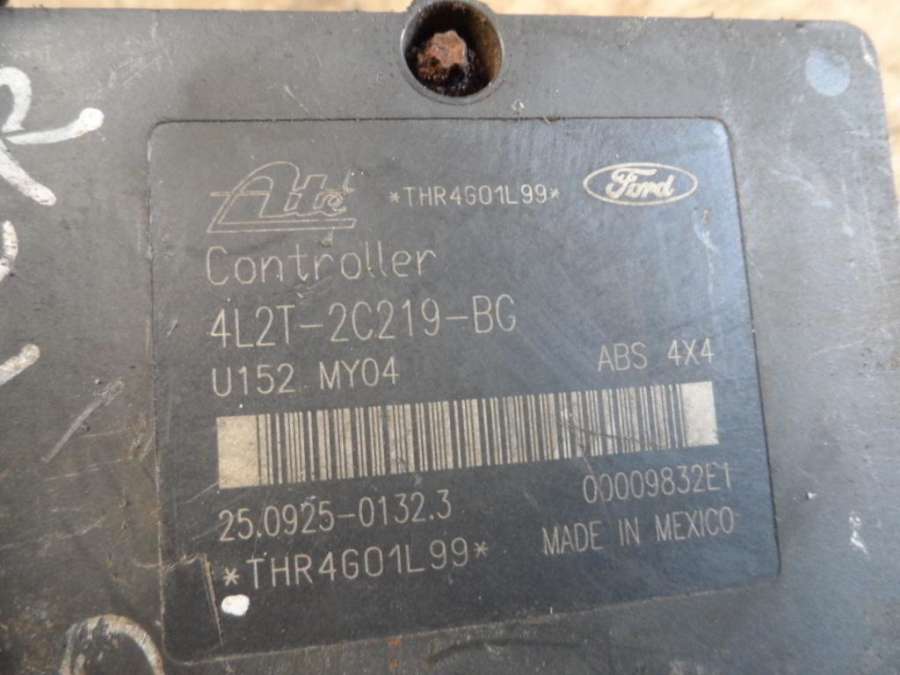 Ate *THR4G01L99* Ford
Controller
4L2T-2C219-BG
U152 MY04 ABS 4X4
25.0925-0132.3 00009832E1
*THR4G01L99* MADE IN MEXICO